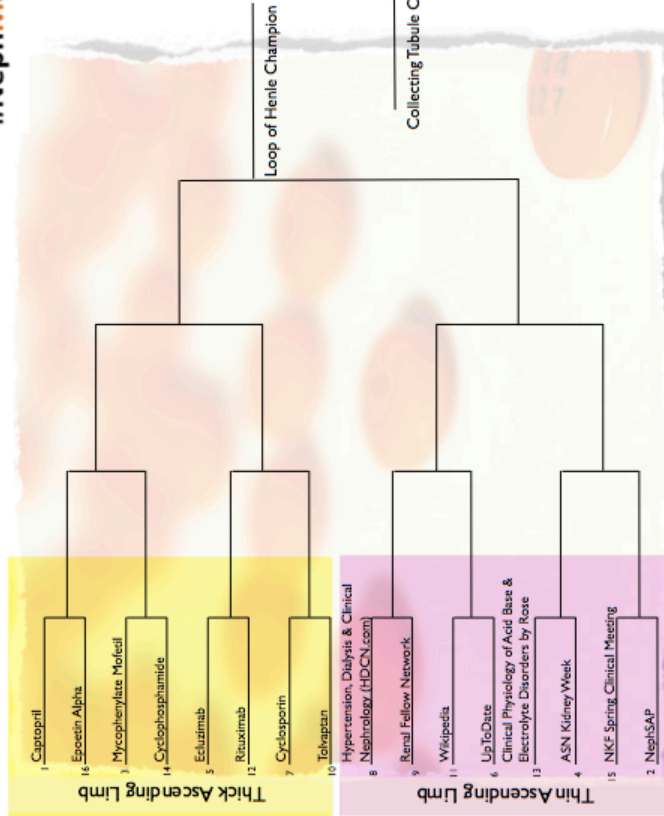 Loop of Henle Champion
Captopril
1
Epoetin Alpha
16
Mycophenylate Mofetil
3
Cyclophosphamide
14
Ecluzimab
5
Rituximab
12
Cyclosporin
7
Tolvaptan
10
Thick Ascending Limb
Hypertension, Dialysis & Clinical
Nephrology (HDCN.com)
8
Renal Fellow Network
9
Wikipedia
11
UpToDate
6
Clinical Physiology of Acid Base &
Electrolyte Disorders by Rose
13
ASN Kidney Week
4
NKF Spring Clinical Meeting
15
NephSAP
2
Thin Ascending Limb
Collecting Tubule